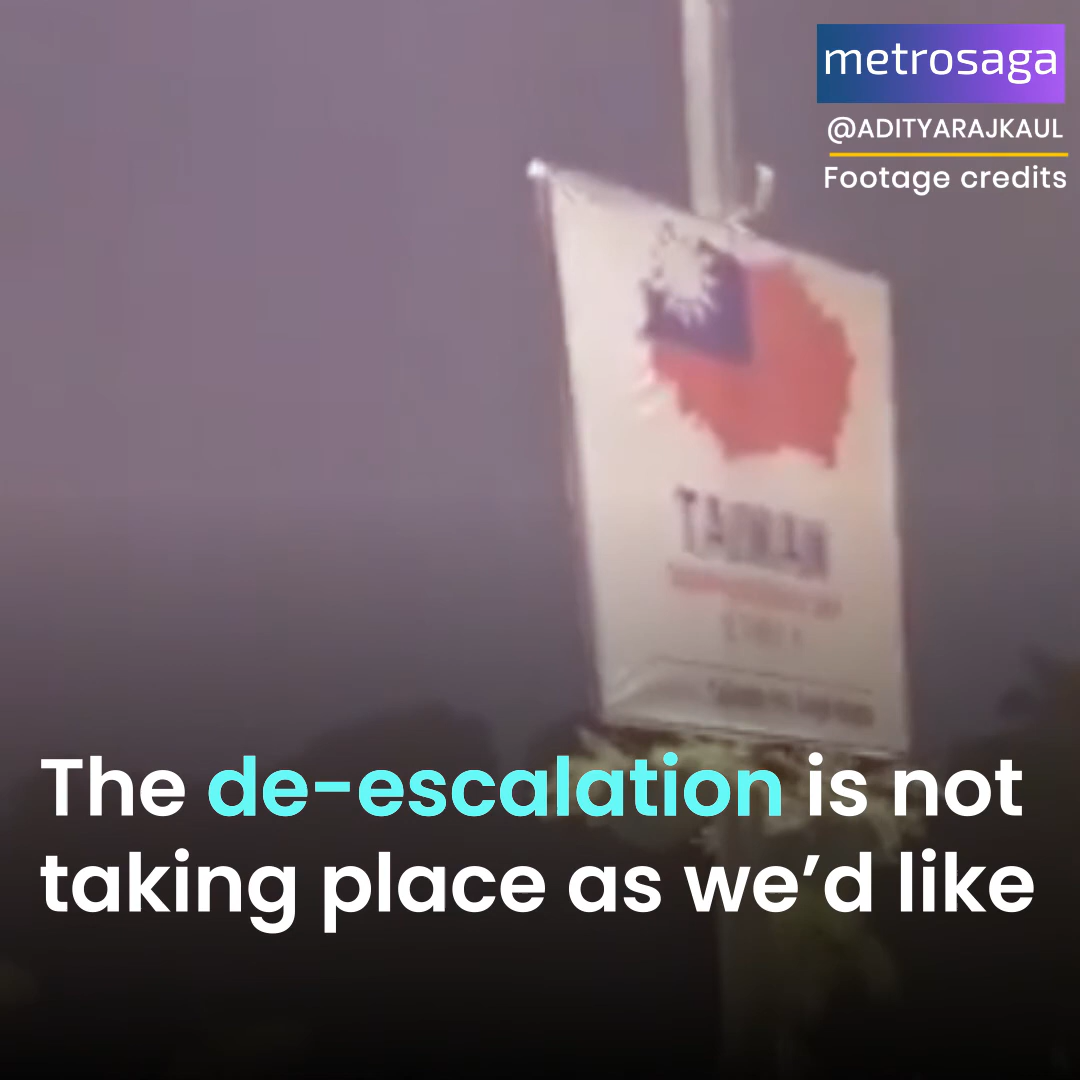 metrosaga
@ADITYARAJKAUL
Footage credits
TAIWAN
The de-escalation is not
taking place as we’d like